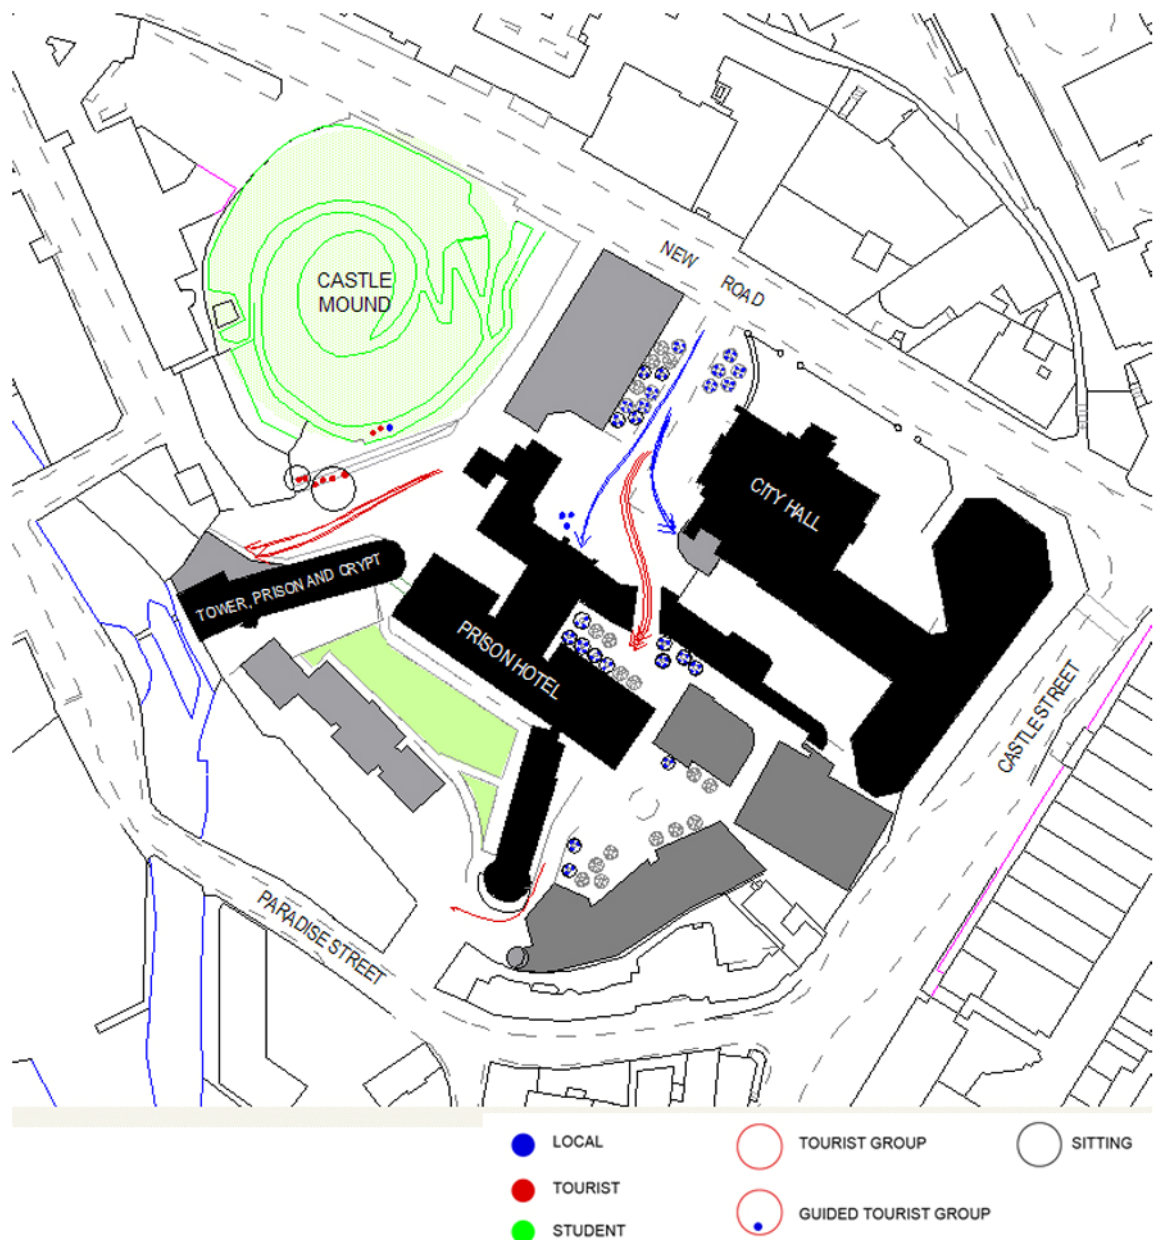 NEW ROAD
CASTLE
MOUND
CITY HALL
TOWER, PRISON AND CRYPT
PRISON HOTEL
CASTLE STREET
PARADISE STREET
LOCAL
TOURIST GROUP
SITTING
TOURIST
GUIDED TOURIST GROUP
STUDENT